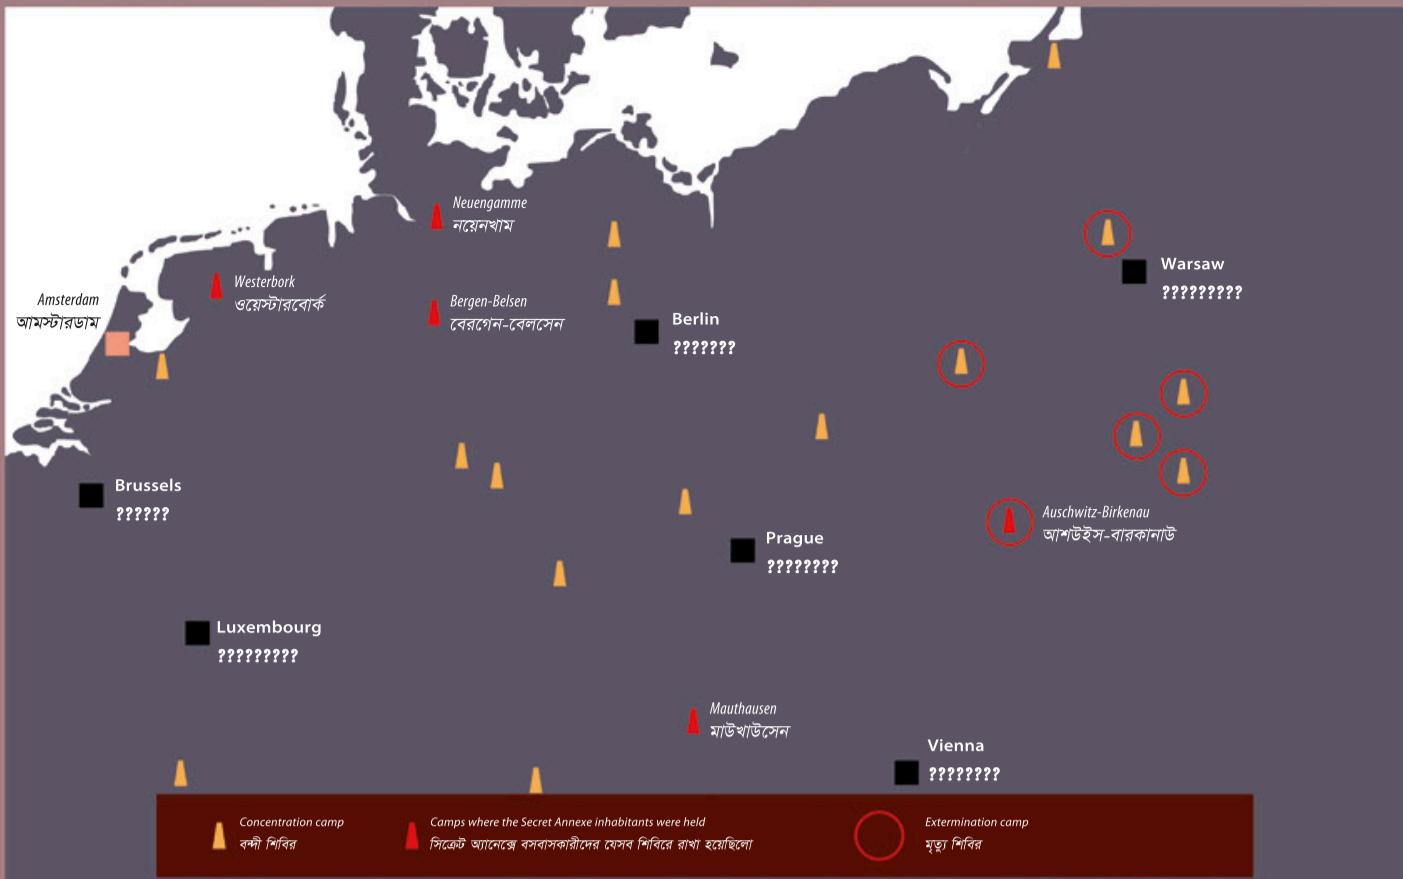 Neuengamme
নয়েনখাম
Westerbork
ওয়েস্টারবোর্ক
Amsterdam
আমস্টারডাম
Bergen-Belsen
বেরগেন-বেলসেন
Berlin
???????
Warsaw
?????????
Brussels
??????
Prague
????????
Auschwitz-Birkenau
আশউইস-বারকানাউ
Luxembourg
?????????
Mauthausen
মাউখাউসেন
Vienna
????????
Concentration camp
বন্দী শিবির
Camps where the Secret Annexe inhabitants were held
সিক্রেট অ্যানেক্সে বসবাসকারীদের যেসব শিবিরে রাখা হয়েছিলো
Extermination camp
মৃত্যু শিবির